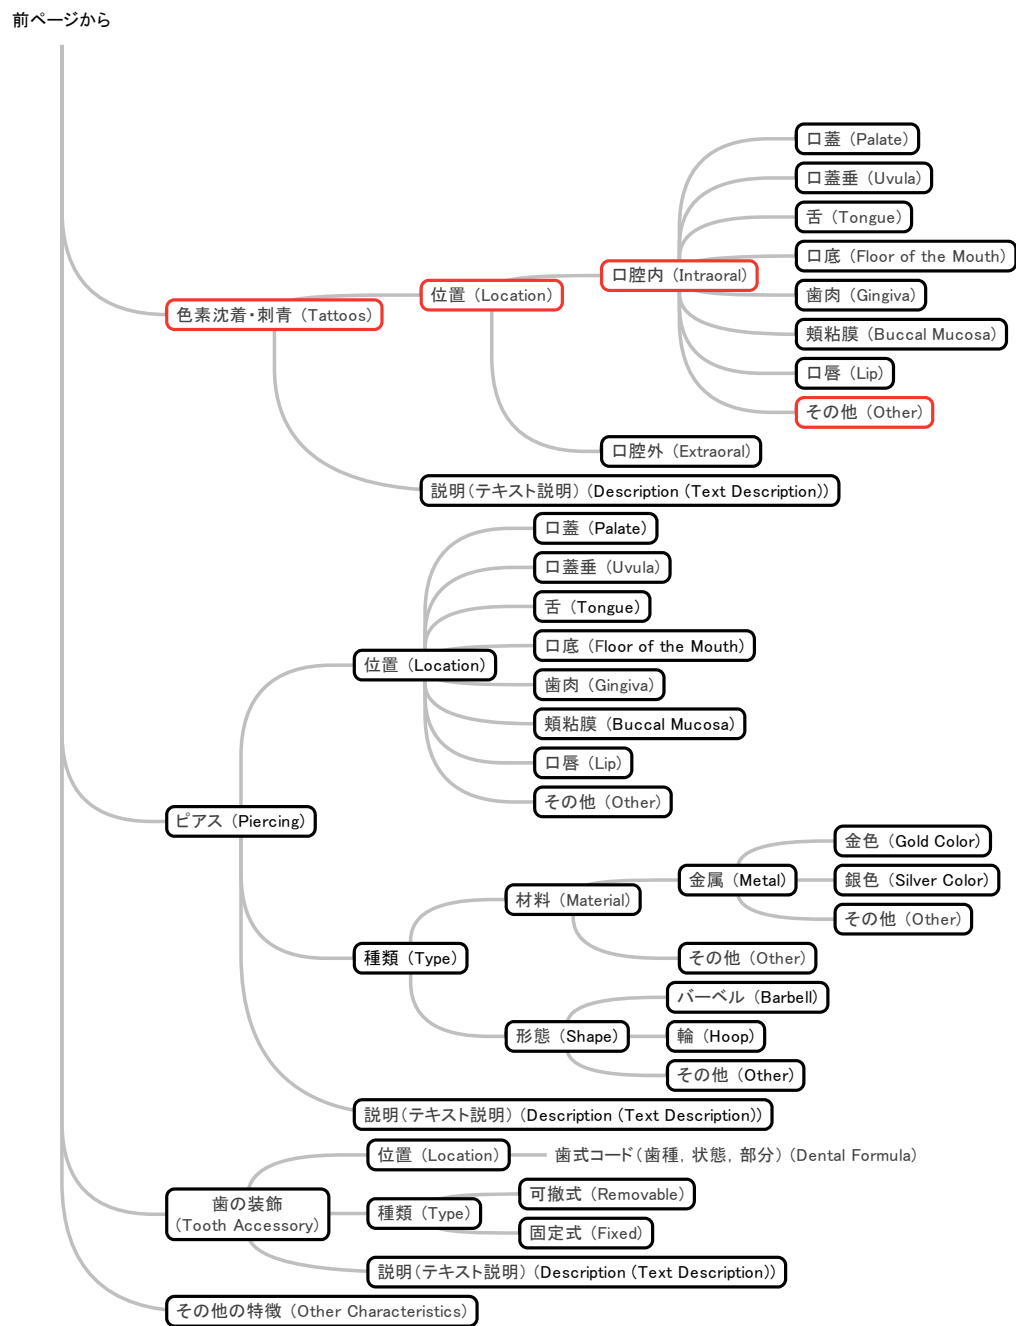 前ページから
口蓋（Palate）
口蓋垂（Uvula）
舌（Tongue）
口底（Floor of the Mouth）
口腔内（Intraoral）
歯肉（Gingiva）
位置（Location）
色素沈着・刺青（Tattoos）
頬粘膜（Buccal Mucosa）
口唇（Lip）
その他（Other）
口腔外（Extraoral）
説明（テキスト説明）（Description (Text Description)）
口蓋（Palate）
口蓋垂（Uvula）
舌（Tongue）
口底（Floor of the Mouth）
位置（Location）
歯肉（Gingiva）
頬粘膜（Buccal Mucosa）
口唇（Lip）
その他（Other）
ピアス（Piercing）
金色（Gold Color）
金属（Metal）
銀色（Silver Color）
材料（Material）
その他（Other）
種類（Type）
その他（Other）
バーベル（Barbell）
形態（Shape）
輪（Hoop）
その他（Other）
説明（テキスト説明）（Description (Text Description)）
位置（Location）
歯式コード（歯種，状態，部分）（Dental Formula）
歯の装飾
（Tooth Accessory）
種類（Type）
可撤式（Removable）
固定式（Fixed）
説明（テキスト説明）（Description (Text Description)）
その他の特徴（Other Characteristics）